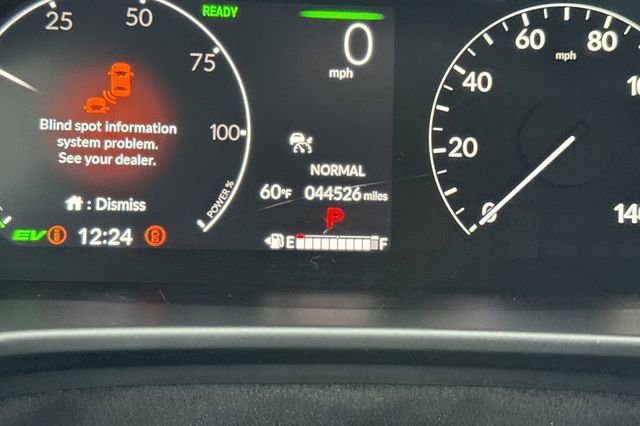 25
50
75
100
POWER %
READY
0
mph
Blind spot information
system problem.
See your dealer.
: Dismiss
EV
12:24
NORMAL
60°F 044526 miles
P
E F
0
20
40
60
80
mph
140